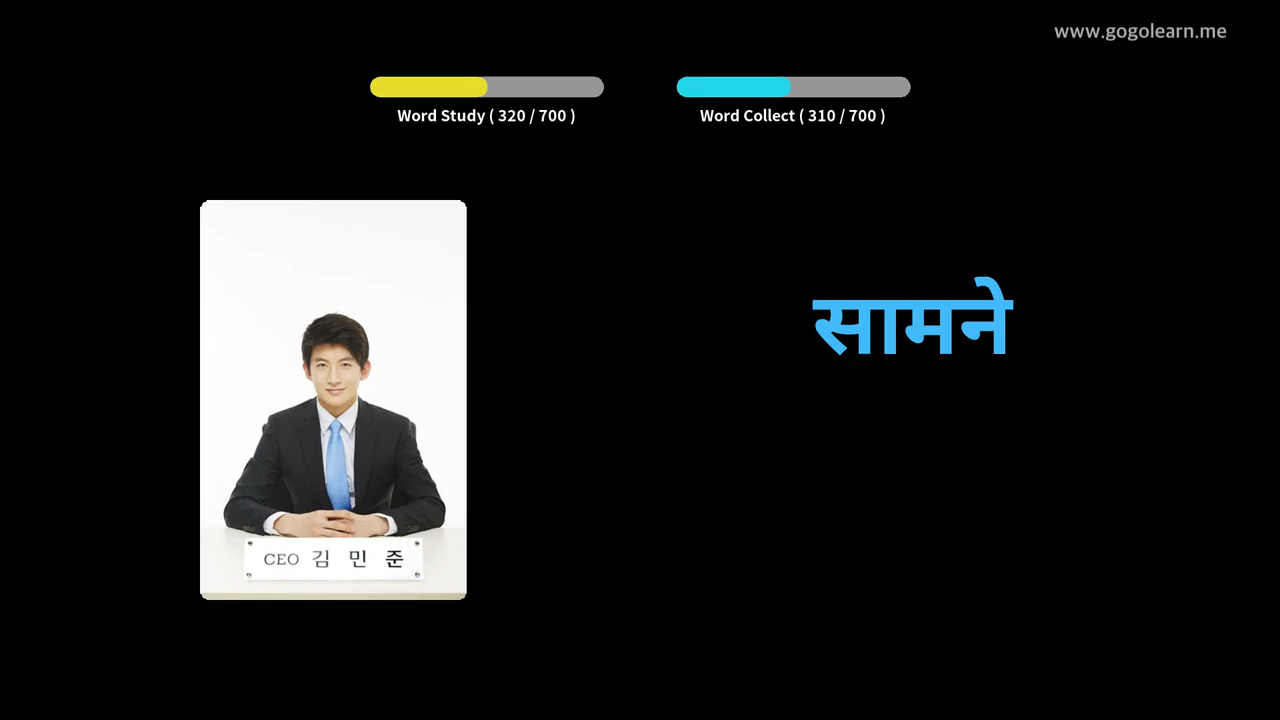 www.gogolearn.me
Word Study ( 320 / 700 )
Word Collect ( 310 / 700 )
सामने
CEO 김 민 준